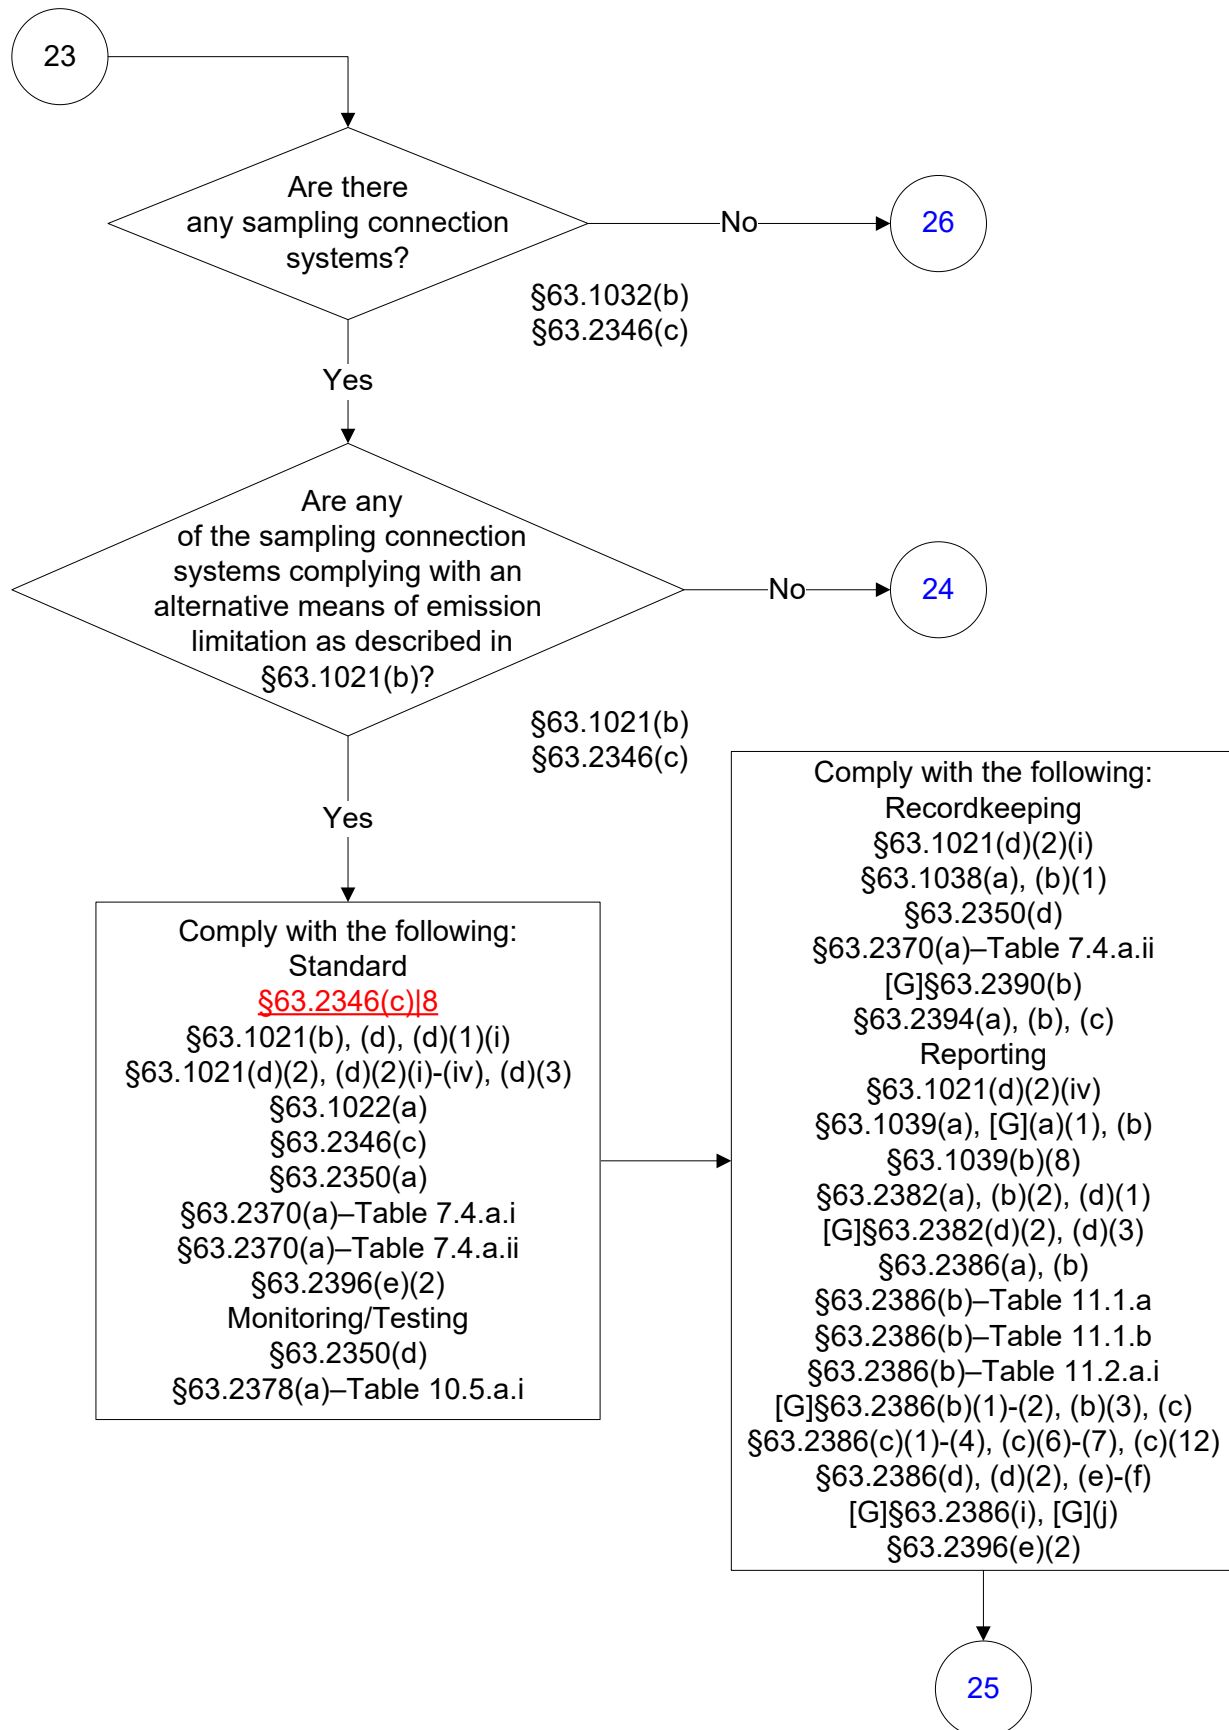 23
Are there
any sampling connection
systems?
No
26
§63.1032(b)
§63.2346(c)
Yes
Are any
of the sampling connection
systems complying with an
alternative means of emission
limitation as described in
§63.1021(b)?
No
24
§63.1021(b)
§63.2346(c)
Yes
Comply with the following:
Standard
§63.2346(c)|8
§63.1021(b), (d), (d)(1)(i)
§63.1021(d)(2), (d)(2)(i)-(iv), (d)(3)
§63.1022(a)
§63.2346(c)
§63.2350(a)
§63.2370(a)–Table 7.4.a.i
§63.2370(a)–Table 7.4.a.ii
§63.2396(e)(2)
Monitoring/Testing
§63.2350(d)
§63.2378(a)–Table 10.5.a.i
Comply with the following:
Recordkeeping
§63.1021(d)(2)(i)
§63.1038(a), (b)(1)
§63.2350(d)
§63.2370(a)–Table 7.4.a.ii
[G]§63.2390(b)
§63.2394(a), (b), (c)
Reporting
§63.1021(d)(2)(iv)
§63.1039(a), [G](a)(1), (b)
§63.1039(b)(8)
§63.2382(a), (b)(2), (d)(1)
[G]§63.2382(d)(2), (d)(3)
§63.2386(a), (b)
§63.2386(b)–Table 11.1.a
§63.2386(b)–Table 11.1.b
§63.2386(b)–Table 11.2.a.i
[G]§63.2386(b)(1)-(2), (b)(3), (c)
§63.2386(c)(1)-(4), (c)(6)-(7), (c)(12)
§63.2386(d), (d)(2), (e)-(f)
[G]§63.2386(i), [G](j)
§63.2396(e)(2)
25